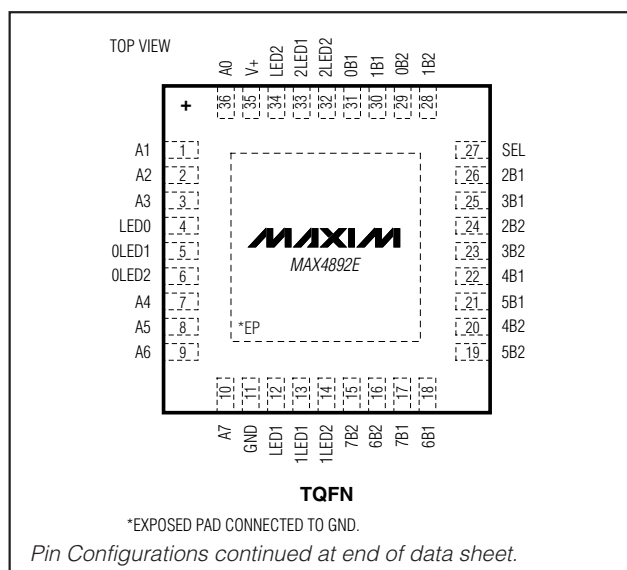 TOP VIEW
A0 V+ LED2 2LED1 2LED2 0B1 1B1 0B2 1B2
+ 36 35 34 33 32 31 30 29 28
A1 1 27 SEL
A2 2 26 2B1
A3 3 25 3B1
LED0 4 24 2B2
0LED1 5 23 3B2
0LED2 6 22 4B1
A4 7 21 5B1
A5 8 20 4B2
A6 9 19 5B2
MAXIM
MAX4892E
*EP
10 11 12 13 14 15 16 17 18
A7 GND LED1 1LED1 1LED2 7B2 6B2 7B1 6B1
TQFN
*EXPOSED PAD CONNECTED TO GND.
Pin Configurations continued at end of data sheet.